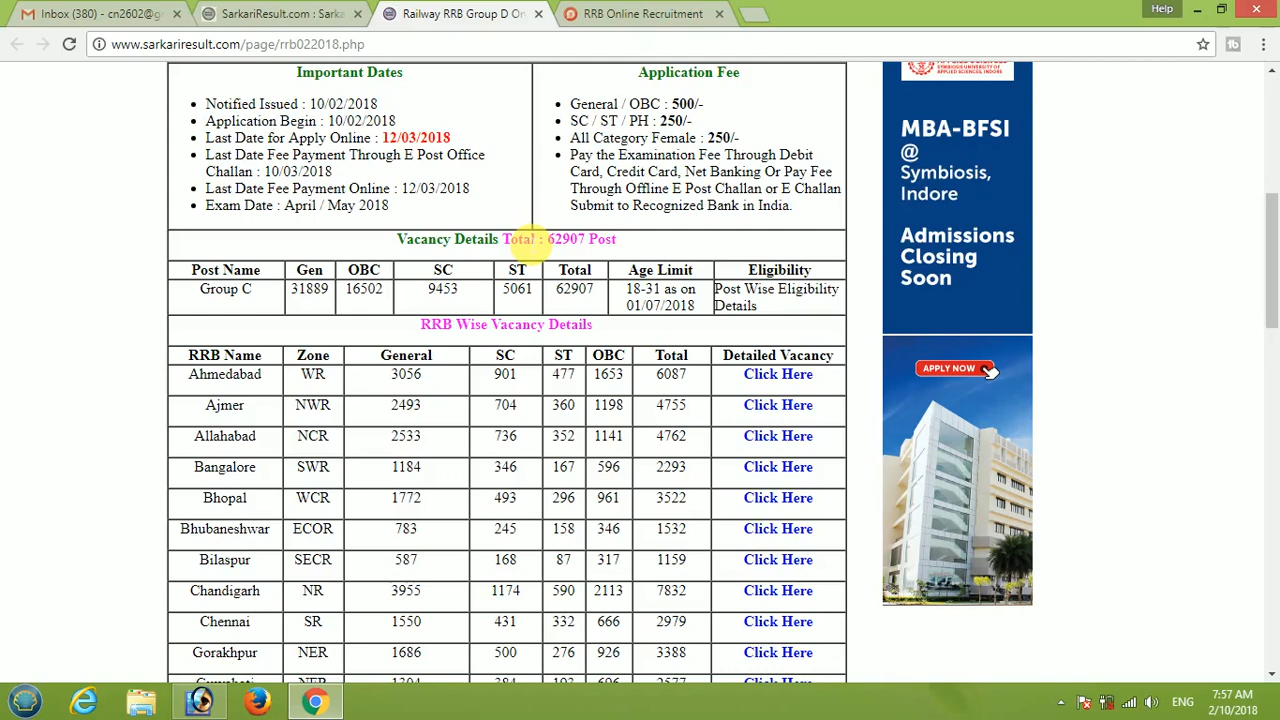 Inbox (380) - cn2602@g
SarkariResult.com : Sarka
Railway RRB Group D On
RRB Online Recruitment
Help
www.sarkariresult.com/page/rrb022018.php
Important Dates
Application Fee
Notified Issued : 10/02/2018
Application Begin : 10/02/2018
Last Date for Apply Online : 12/03/2018
Last Date Fee Payment Through E Post Office
Challan : 10/03/2018
Last Date Fee Payment Online : 12/03/2018
Exam Date : April / May 2018
General / OBC : 500/-
SC / ST / PH : 250/-
All Category Female : 250/-
Pay the Examination Fee Through Debit
Card, Credit Card, Net Banking Or Pay Fee
Through Offline E Post Challan or E Challan
Submit to Recognized Bank in India.
Vacancy Details Total : 62907 Post
Post Name Gen OBC SC ST Total Age Limit Eligibility
Group C 31889 16502 9453 5061 62907 18-31 as on 01/07/2018 Post Wise Eligibility Details
RRB Wise Vacancy Details
RRB Name Zone General SC ST OBC Total Detailed Vacancy
Ahmedabad WR 3056 901 477 1653 6087 Click Here
Ajmer NWR 2493 704 360 1198 4755 Click Here
Allahabad NCR 2533 736 352 1141 4762 Click Here
Bangalore SWR 1184 346 167 596 2293 Click Here
Bhopal WCR 1772 493 296 961 3522 Click Here
Bhubaneshwar ECOR 783 245 158 346 1532 Click Here
Bilaspur SECR 587 168 87 317 1159 Click Here
Chandigarh NR 3955 1174 590 2113 7832 Click Here
Chennai SR 1550 431 332 666 2979 Click Here
Gorakhpur NER 1686 500 276 926 3388 Click Here
SYMBIOSIS UNIVERSITY
OF APPLIED SCIENCES, INDORE
MBA-BFSI
@
Symbiosis,
Indore
Admissions
Closing
Soon
APPLY NOW
ENG
7:57 AM
2/10/2018